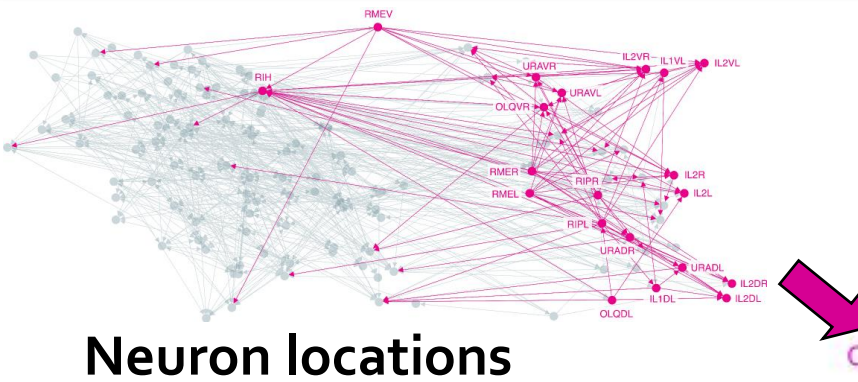 RMEV
URAVR
IL2VR
IL1VL
IL2VL
RIH
URAVL
OLQVR
RMER
RIPR
IL2R
RMEL
IL2L
RIPL
URADR
URADL
IL2DR
IL1DL
IL2DL
OLQDL
Neuron locations